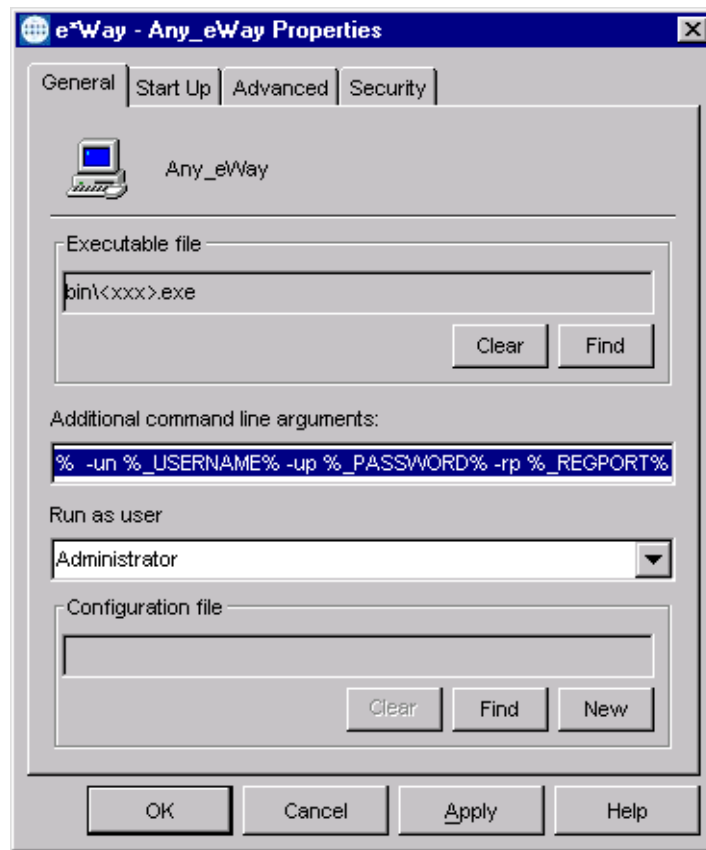 e*Way - Any_eWay Properties
General Start Up Advanced Security
Any_eWay
Executable file
bin\<xxx>.exe
Clear Find
Additional command line arguments:
% -un %_USERNAME% -up %_PASSWORD% -rp %_REGPORT%
Run as user
Administrator
Configuration file
Clear Find New
OK Cancel Apply Help